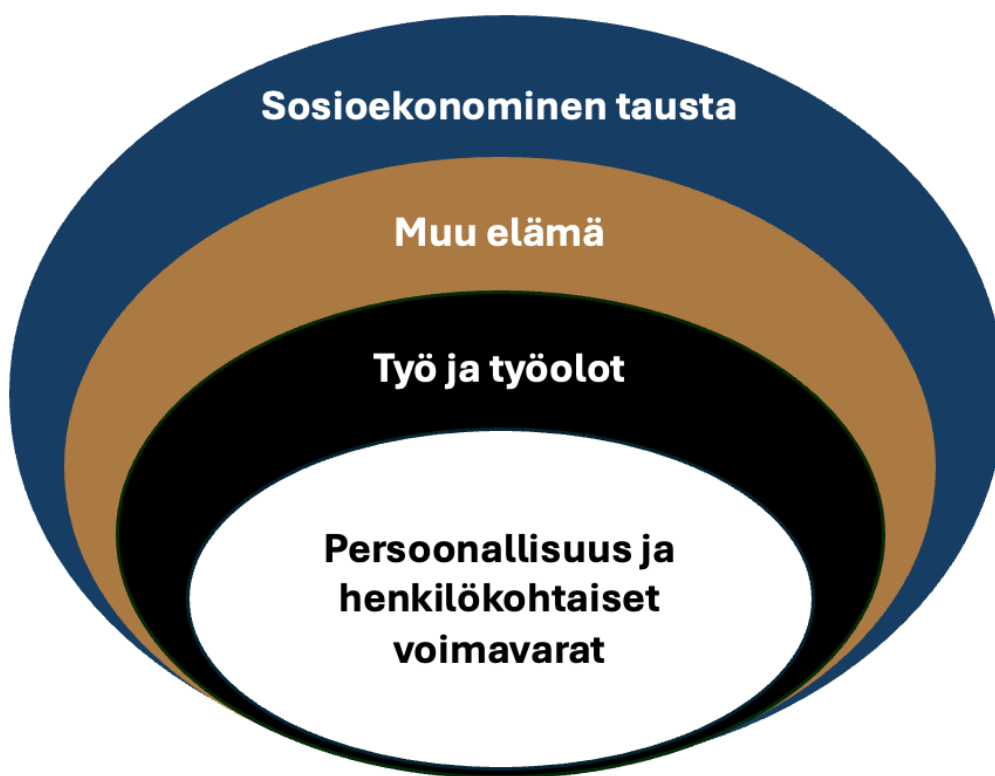 Sosioekonominen tausta
Muu elämä
Työ ja työolot
Persoonallisuus ja
henkilökohtaiset
voimavarat